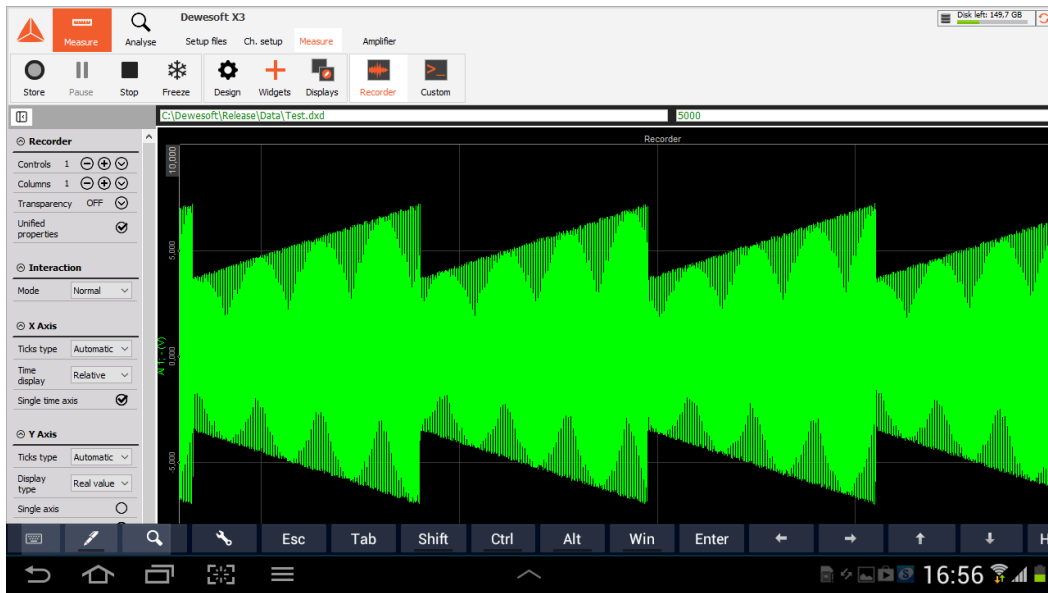 Dewesoft X3
Disk left: 149,7 GB
Measure
Analyse
Setup files
Ch. setup
Measure
Amplifier
Store
Pause
Stop
Freeze
Design
Widgets
Displays
Recorder
Custom
C:\Dewesoft\Release\Data\Test.dxd
5000
Recorder
Controls 1
Columns 1
Transparency OFF
Unified
properties
Interaction
Mode Normal
X Axis
Ticks type Automatic
Time
display
Relative
Single time axis
Y Axis
Ticks type Automatic
Display
type
Real value
Single axis
Recorder
10,000
5,000
0,000
-5,000
AI 1; - (V)
Esc
Tab
Shift
Ctrl
Alt
Win
Enter
H
16:56